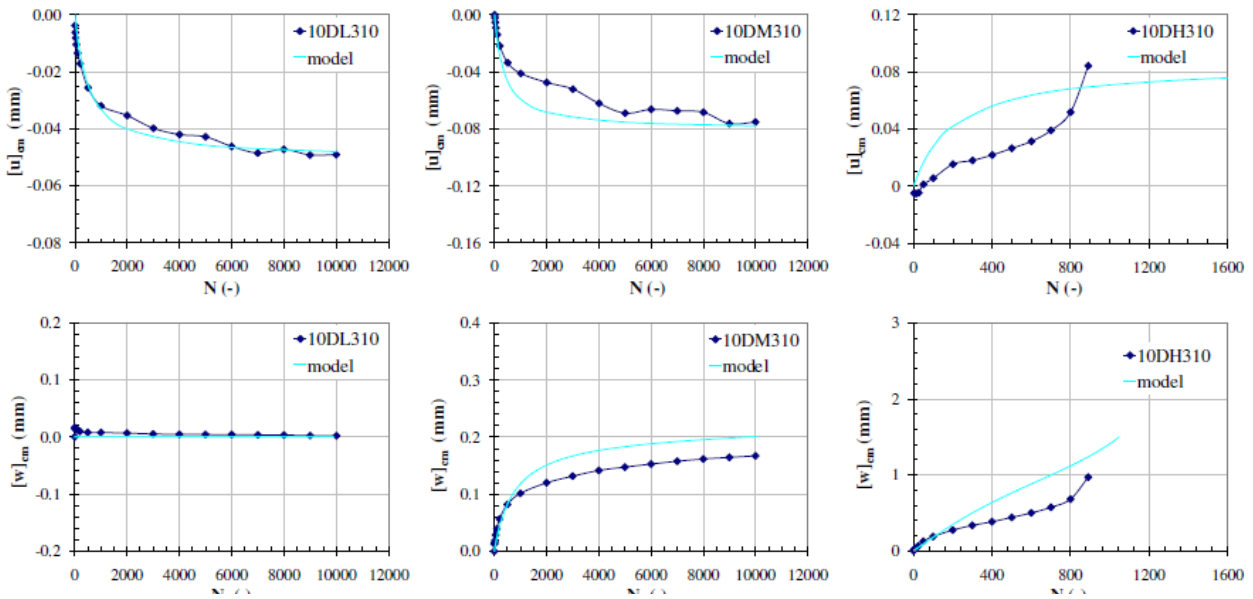 0.00
-0.02
-0.04
-0.06
-0.08
[u]cm (mm)
10DL310
model
0 2000 4000 6000 8000 10000 12000
N (-)
0.00
-0.04
-0.08
-0.12
-0.16
[u]cm (mm)
10DM310
model
0 2000 4000 6000 8000 10000 12000
N (-)
0.12
0.08
0.04
0
-0.04
[u]cm (mm)
10DH310
model
0 400 800 1200 1600
N (-)
0.2
0.1
0.0
-0.1
-0.2
[w]cm (mm)
10DL310
model
0 2000 4000 6000 8000 10000 12000
N (-)
0.4
0.3
0.2
0.1
0.0
[w]cm (mm)
10DM310
model
0 2000 4000 6000 8000 10000 12000
N (-)
3
2
1
0
[w]cm (mm)
10DH310
model
0 400 800 1200 1600
N (-)